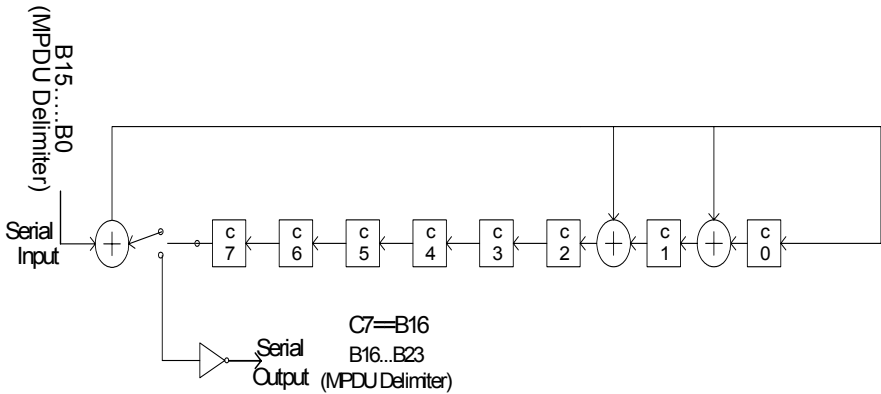 B15......B0
(MPDU Delimiter)
Serial
Input
c
7
c
6
c
5
c
4
c
3
c
2
c
1
c
0
C7==B16
Serial
Output
B16...B23
(MPDU Delimiter)